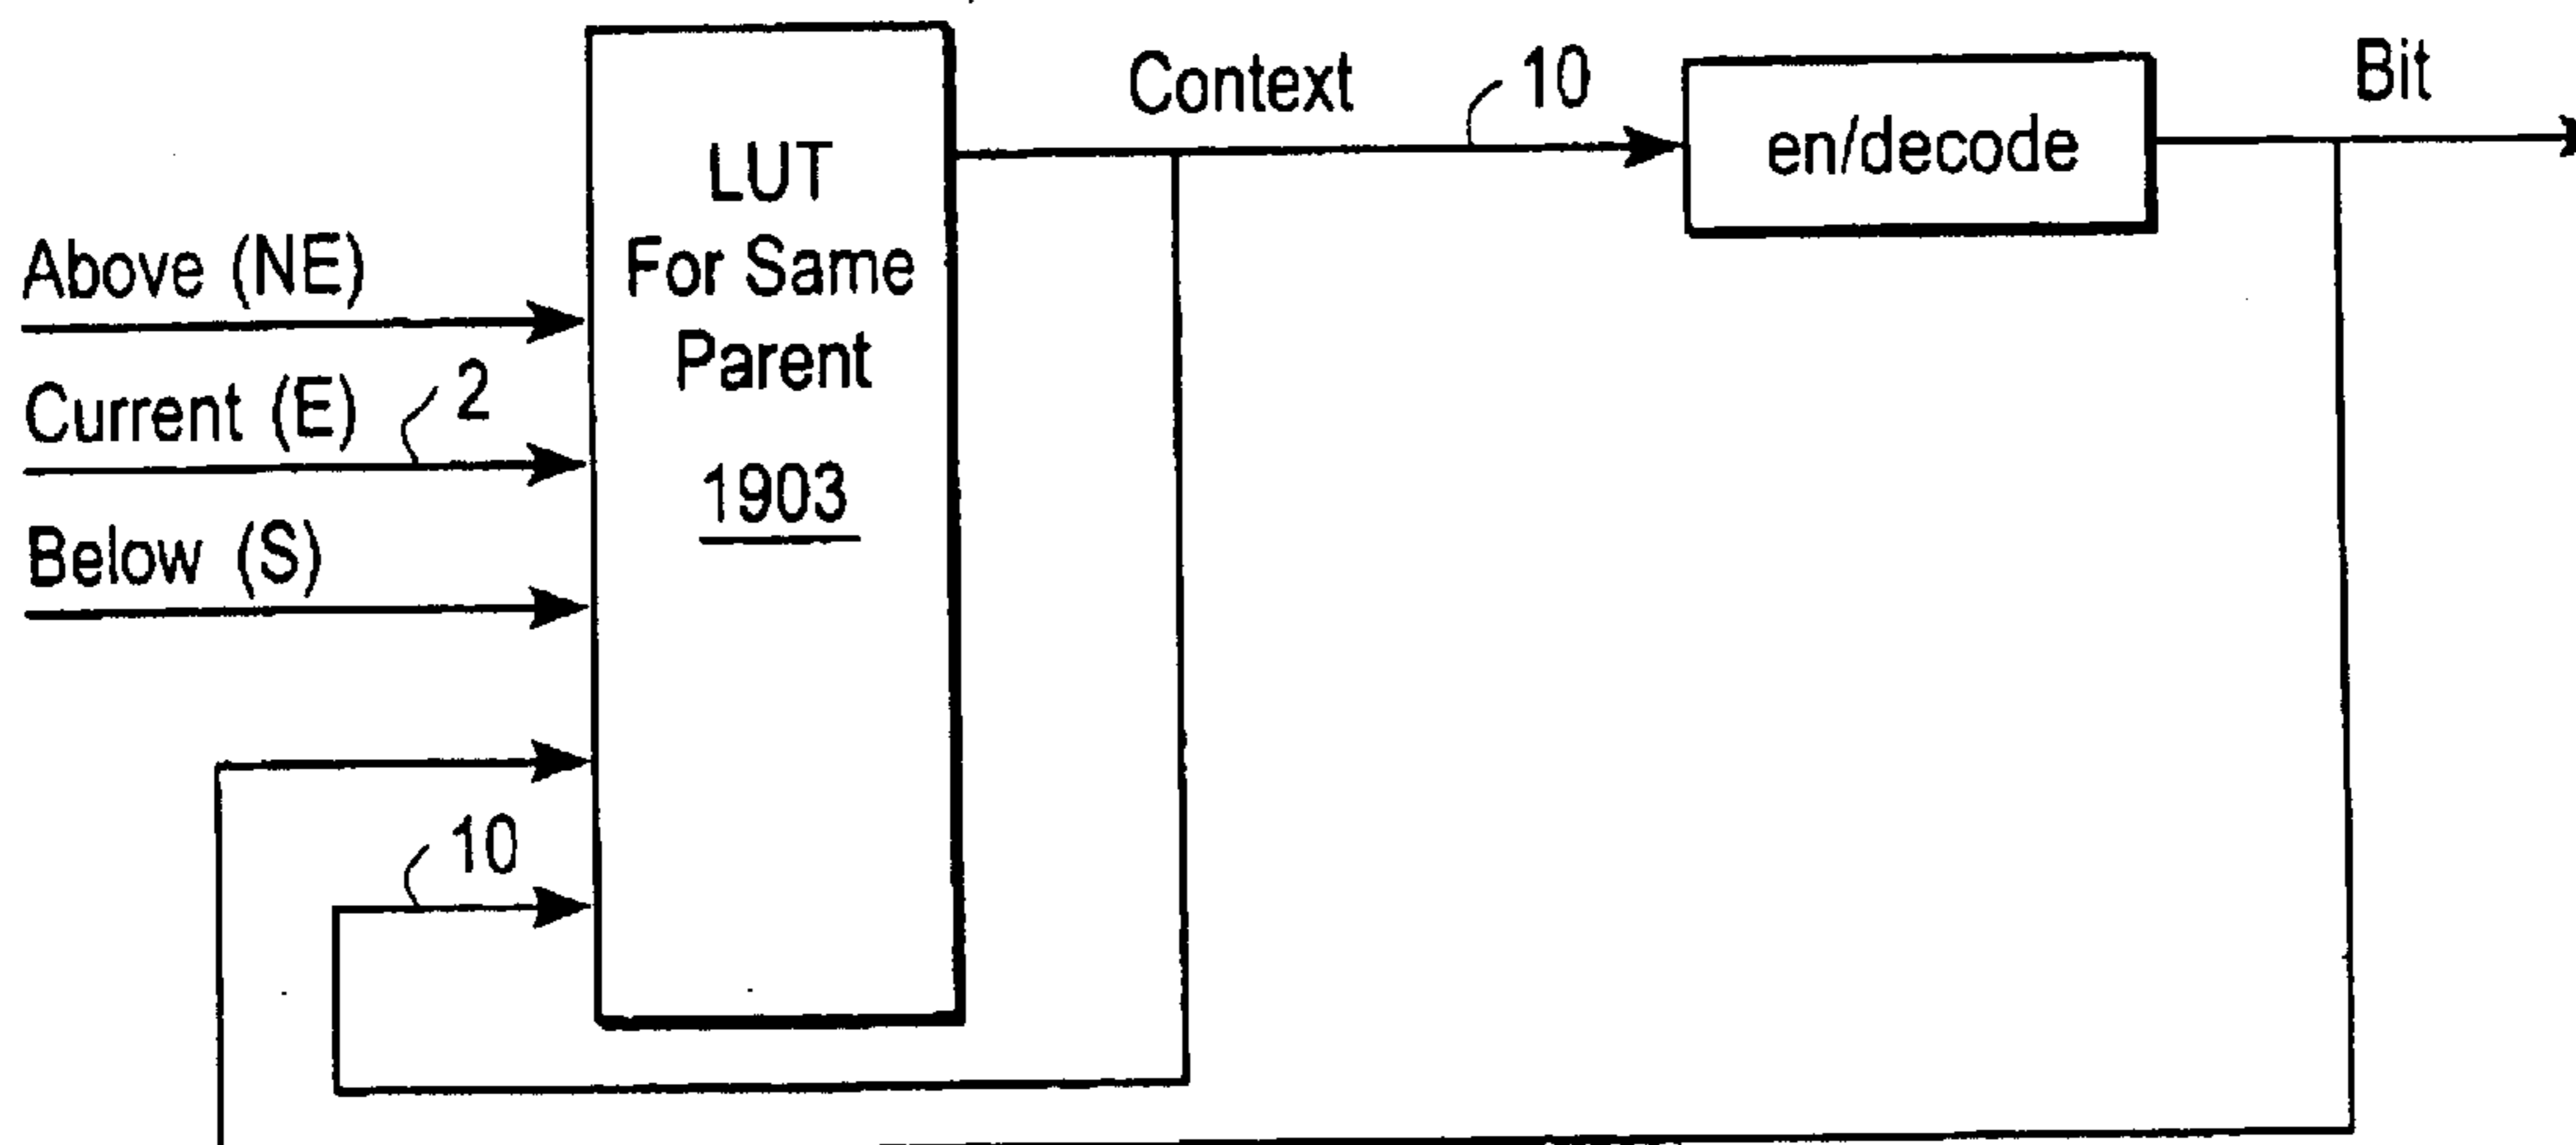 Context
10
Bit
en/decode
LUT
For Same
Parent
1903
Above (NE)
Current (E)
2
Below (S)
10